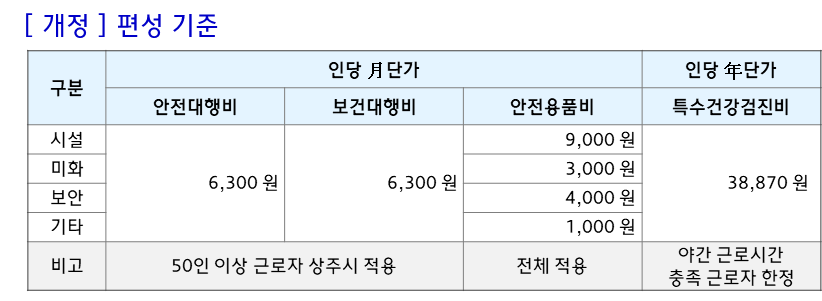 [ 개정 ] 편성 기준
구분 인당 月단가 인당 年단가
안전대행비 보건대행비 안전용품비 특수건강검진비
시설 9,000 원
미화 3,000 원
6,300 원 6,300 원 38,870 원
보안 4,000 원
기타 1,000 원
비고 50인 이상 근로자 상주시 적용 전체 적용 야간 근로시간
충족 근로자 한정